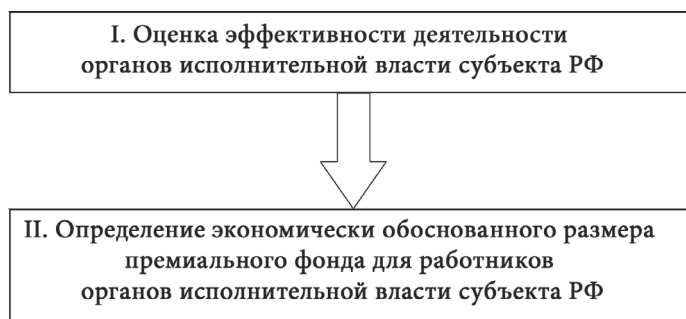 I. Оценка эффективности деятельности
органов исполнительной власти субъекта РФ
II. Определение экономически обоснованного размера
премиального фонда для работников
органов исполнительной власти субъекта РФ